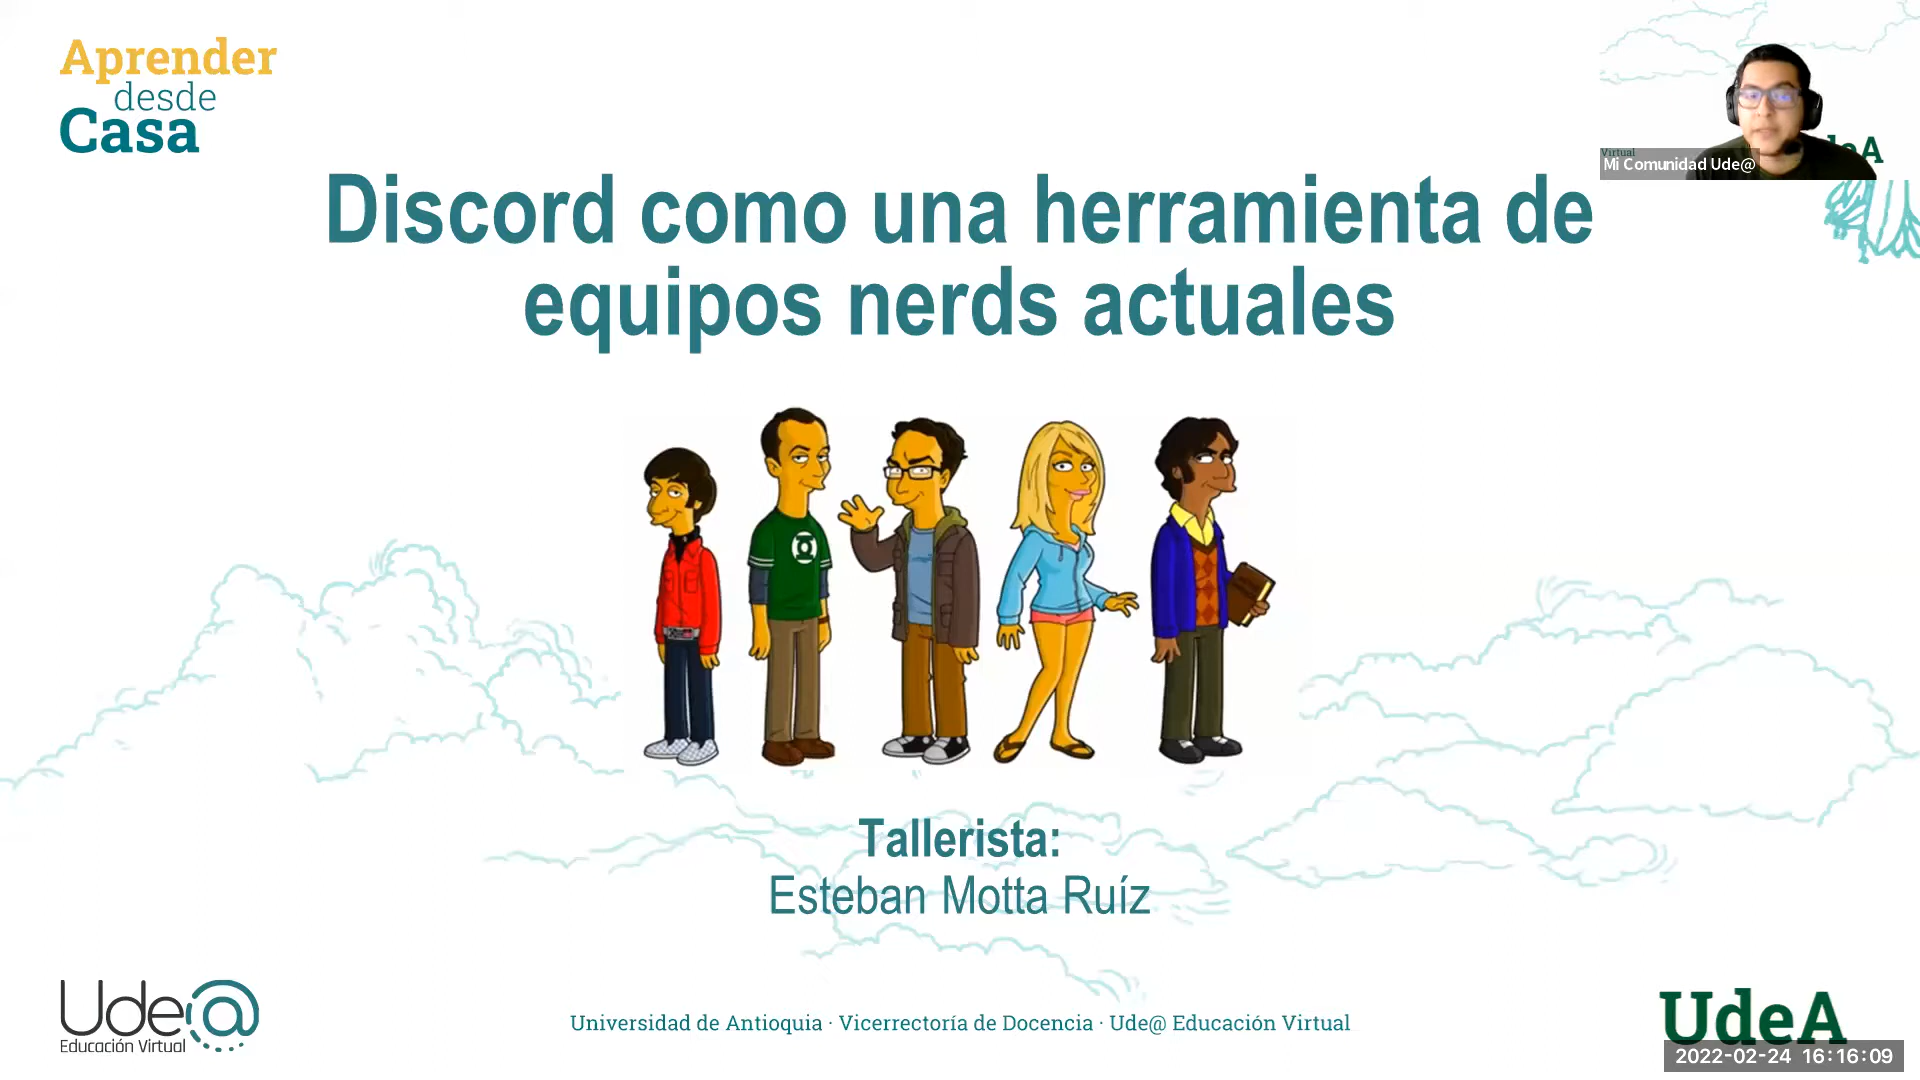 Aprender
desde
Casa
Virtual
Mi Comunidad Ude@
Discord como una herramienta de
equipos nerds actuales
Tallerista:
Esteban Motta Ruíz
Ude@
Educación Virtual
Universidad de Antioquia · Vicerrectoría de Docencia · Ude@ Educación Virtual
UdeA
2022-02-24 16:16:09